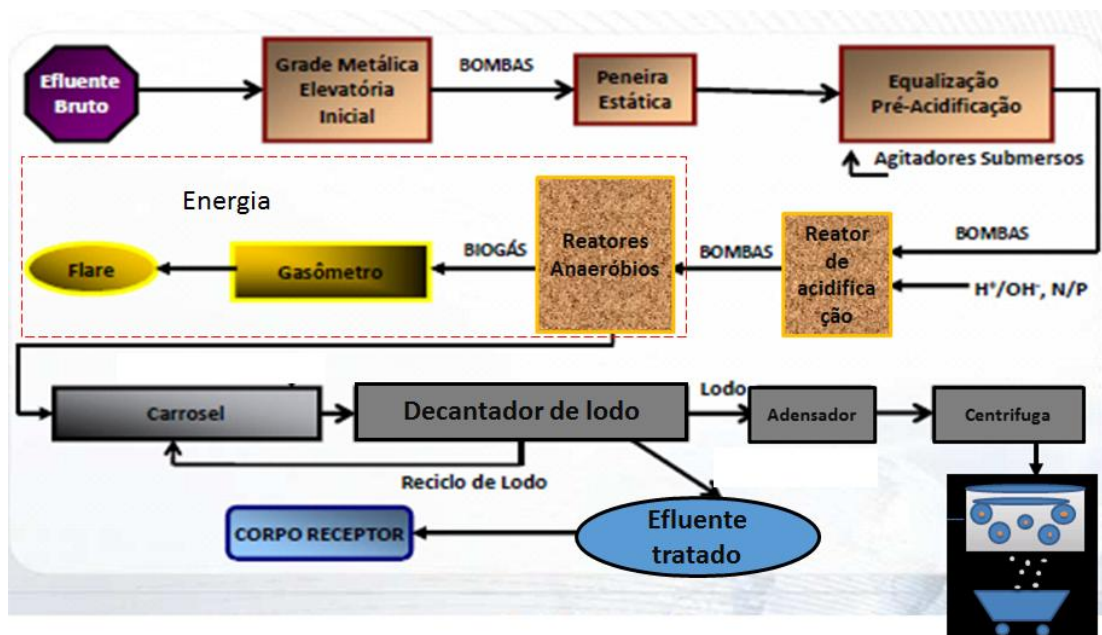 Efluente
Bruto
Grade Metálica
Elevatória
Inicial
BOMBAS
Peneira
Estática
Equalização
Pré-Acidificação
Agitadores Submersos
Energia
Flare
Gasômetro
BIOGÁS
Reatores
Anaeróbios
BOMBAS
Reator
de
acidifica
ção
BOMBAS
H⁺/OH⁻, N/P
Carrosel
Decantador de lodo
Lodo
Adensador
Centrifuga
Reciclo de Lodo
CORPO RECEPTOR
Efluente
tratado